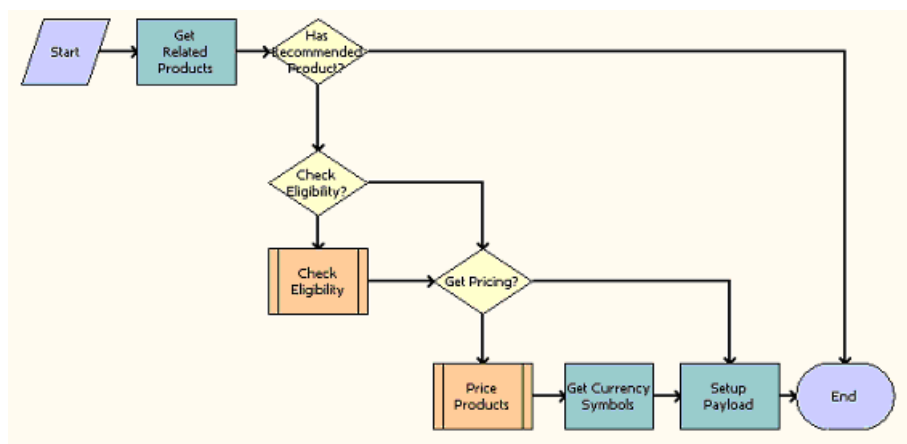 Start
Get
Related
Products
Has
Recommended
Product?
Check
Eligibility?
Check
Eligibility
Get Pricing?
Price
Products
Get Currency
Symbols
Setup
Payload
End